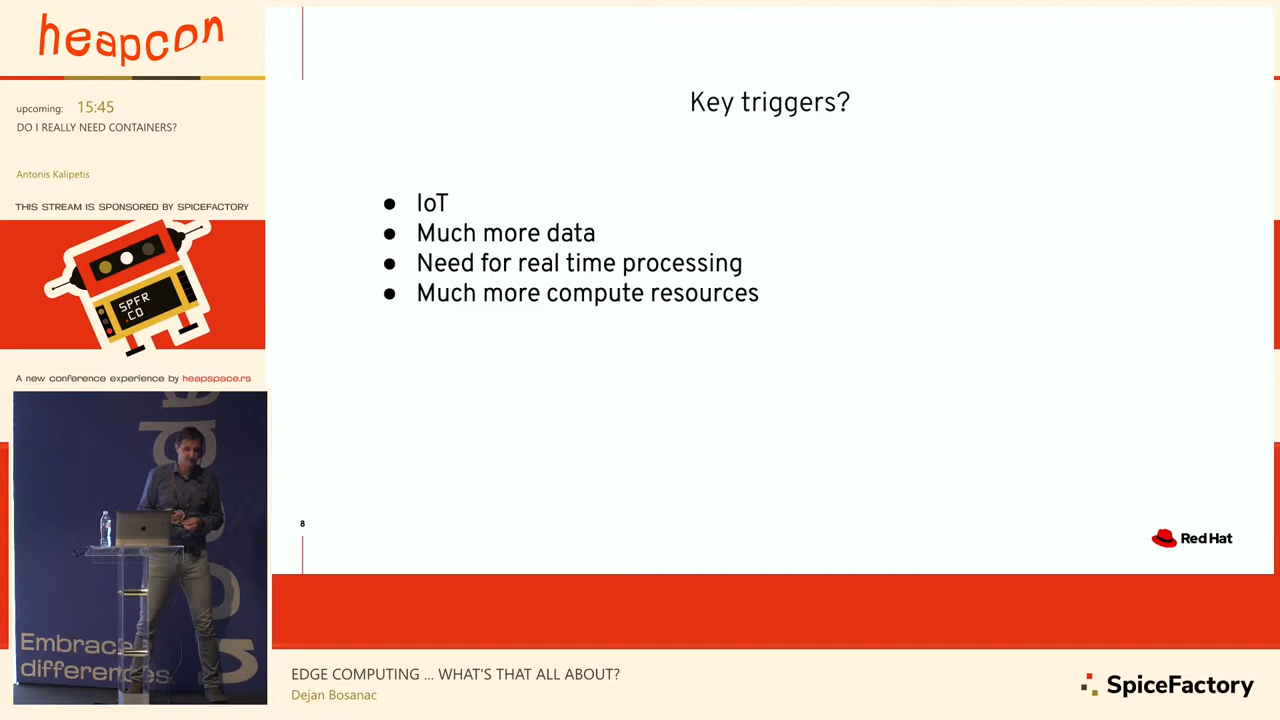 heapcon
upcoming: 15:45
DO I REALLY NEED CONTAINERS?
Antonis Kalipetis
THIS STREAM IS SPONSORED BY SPICEFACTORY
SPFR
.CO
A new conference experience by heapspace.rs
Embrace
differences.
Key triggers?
● IoT
● Much more data
● Need for real time processing
● Much more compute resources
8
Red Hat
EDGE COMPUTING ... WHAT'S THAT ALL ABOUT?
Dejan Bosanac
SpiceFactory